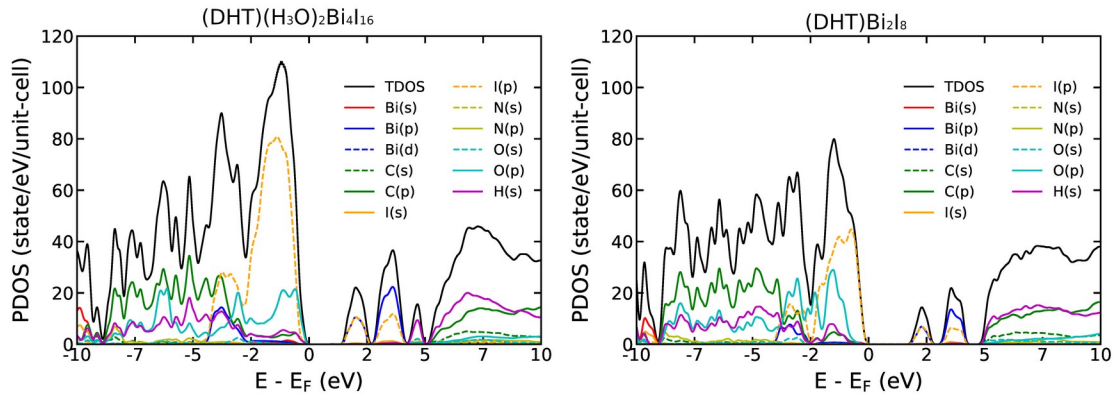 (DHT)(H₃O)₂Bi₄I₁₆
120
100
80
60
40
20
0
PDOS (state/eV/unit-cell)
TDOS
Bi(s)
Bi(p)
Bi(d)
C(s)
C(p)
I(s)
I(p)
N(s)
N(p)
O(s)
O(p)
H(s)
-10 -7 -5 -2 0 2 5 7 10
E - E_F (eV)
(DHT)Bi₂I₈
120
100
80
60
40
20
0
PDOS (state/eV/unit-cell)
TDOS
Bi(s)
Bi(p)
Bi(d)
C(s)
C(p)
I(s)
I(p)
N(s)
N(p)
O(s)
O(p)
H(s)
-10 -7 -5 -2 0 2 5 7 10
E - E_F (eV)